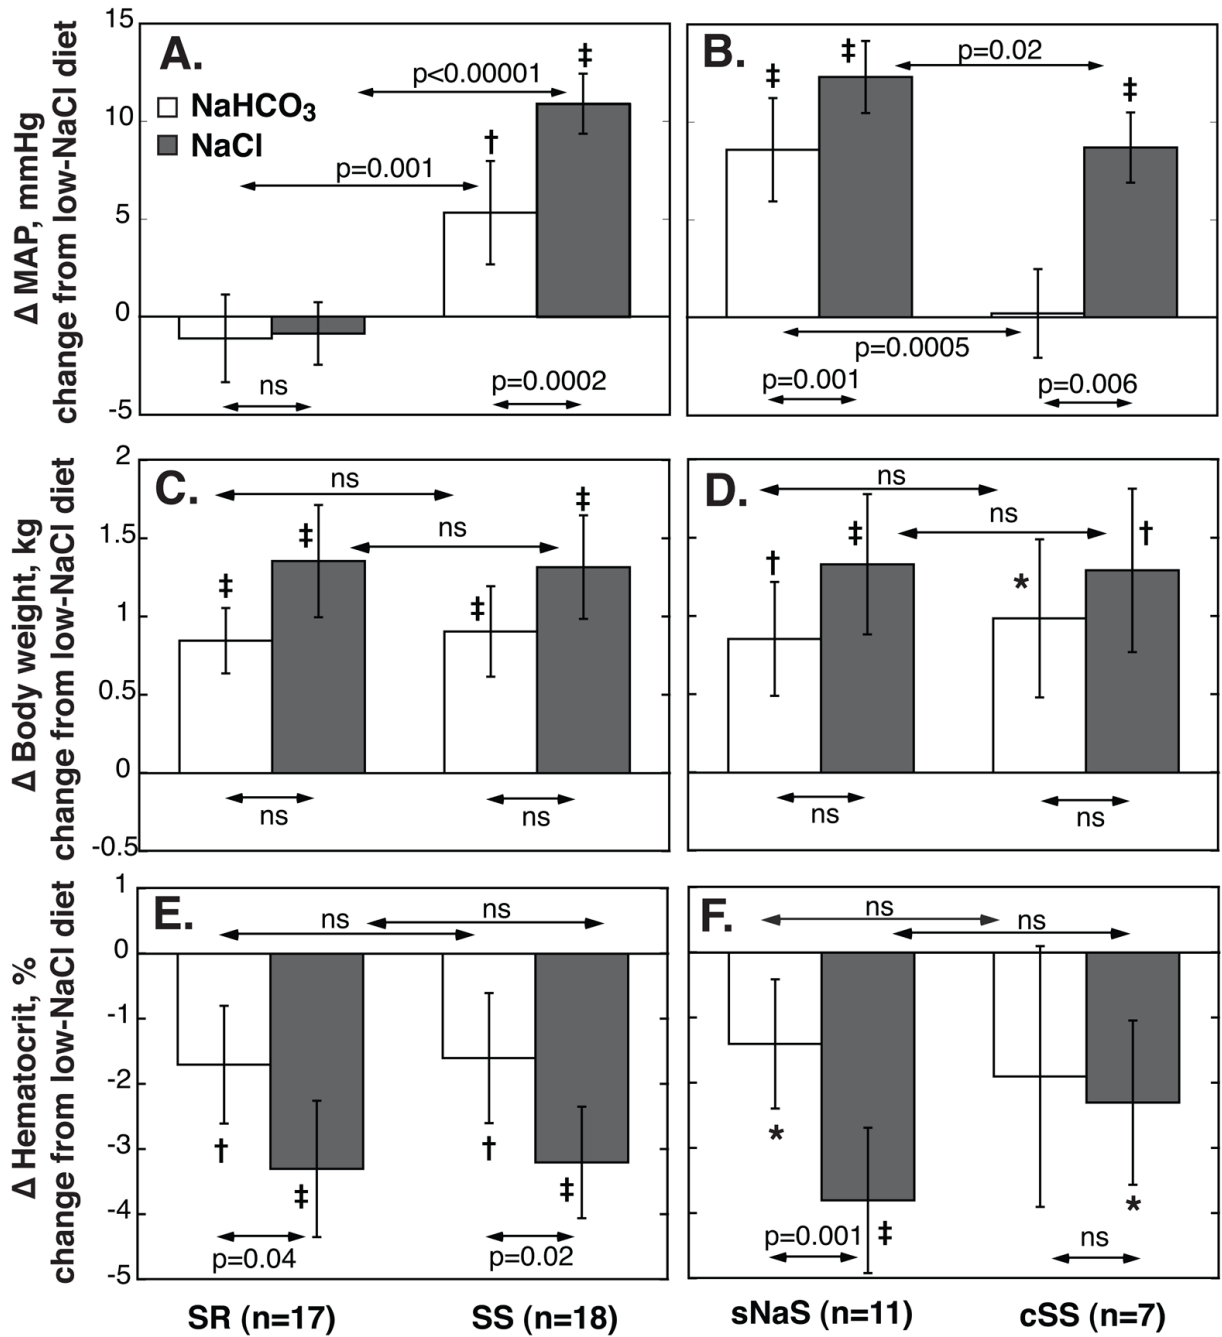 Δ MAP, mmHg
change from low-NaCl diet
15
10
5
0
-5
A.
NaHCO₃
NaCl
p<0.00001
‡
p=0.001
†
ns
p=0.0002
B.
‡
‡
p=0.02
‡
p=0.0005
p=0.001
p=0.006
Δ Body weight, kg
change from low-NaCl diet
2
1.5
1
0.5
0
-0.5
C.
ns
‡
‡
ns
‡
‡
ns
ns
D.
ns
‡
ns
†
†
*
ns
ns
Δ Hematocrit, %
change from low-NaCl diet
1
0
-1
-2
-3
-4
-5
E.
ns
ns
†
†
‡
‡
p=0.04
p=0.02
F.
ns
ns
*
*
p=0.001
‡
ns
SR (n=17)
SS (n=18)
sNaS (n=11)
cSS (n=7)